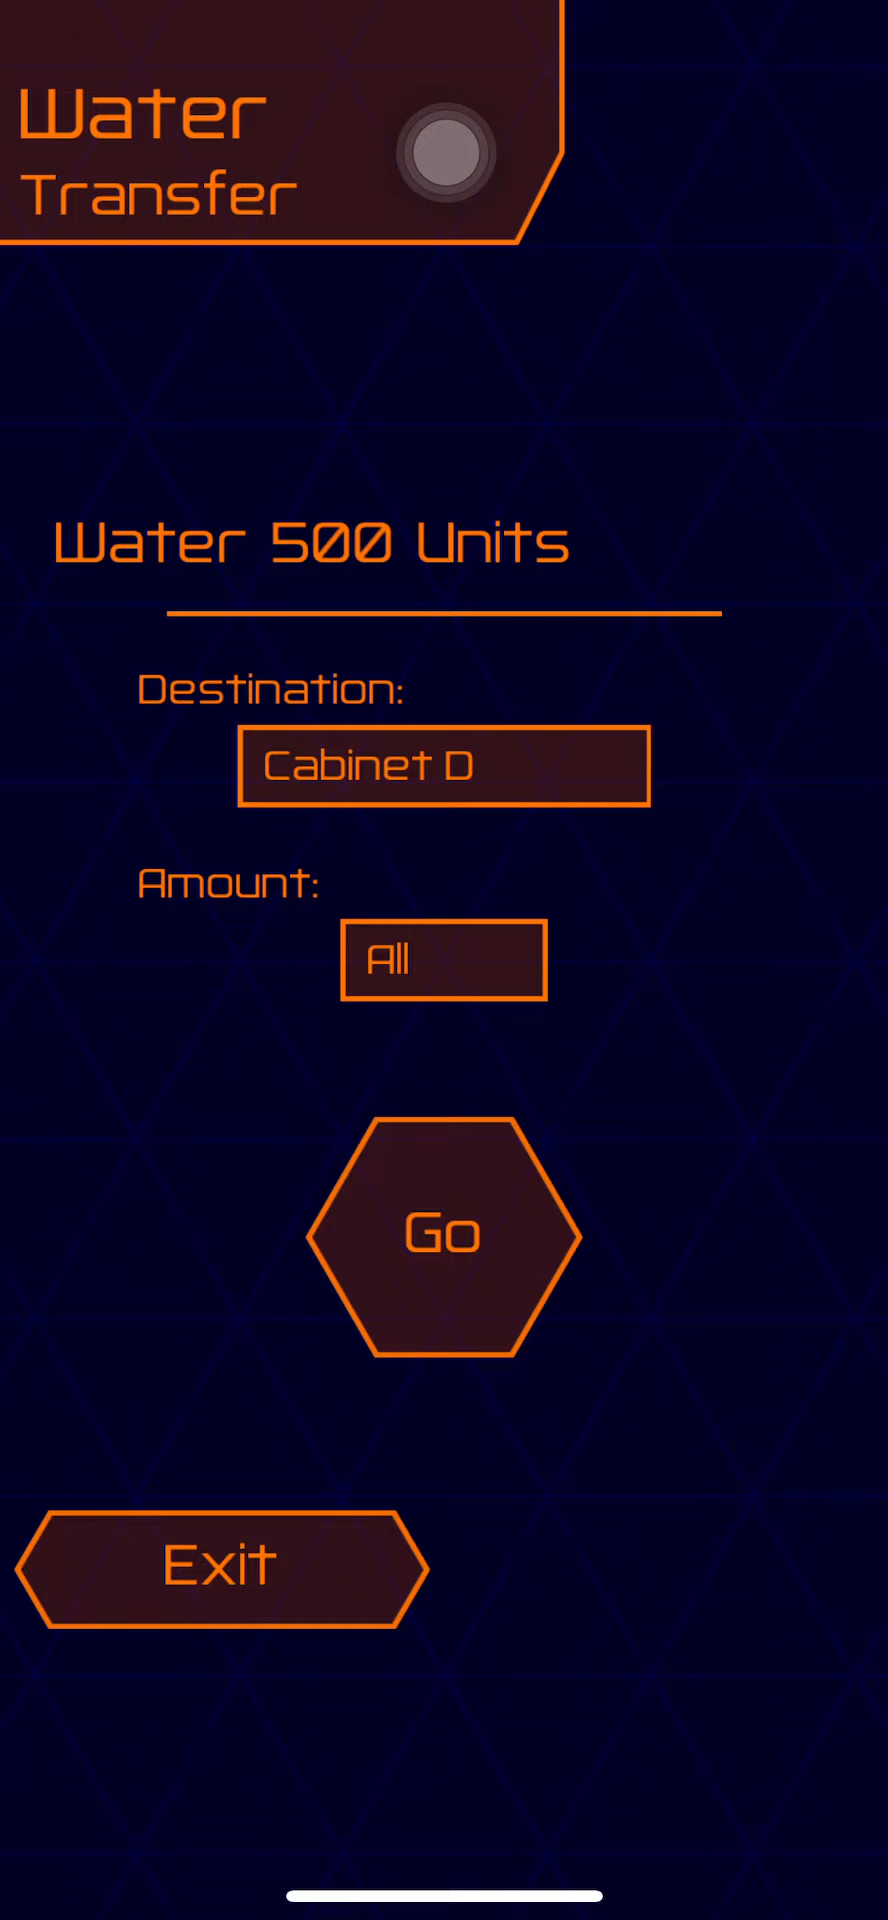 Water
Transfer
Water 500 Units
Destination:
Cabinet D
Amount:
All
Go
Exit